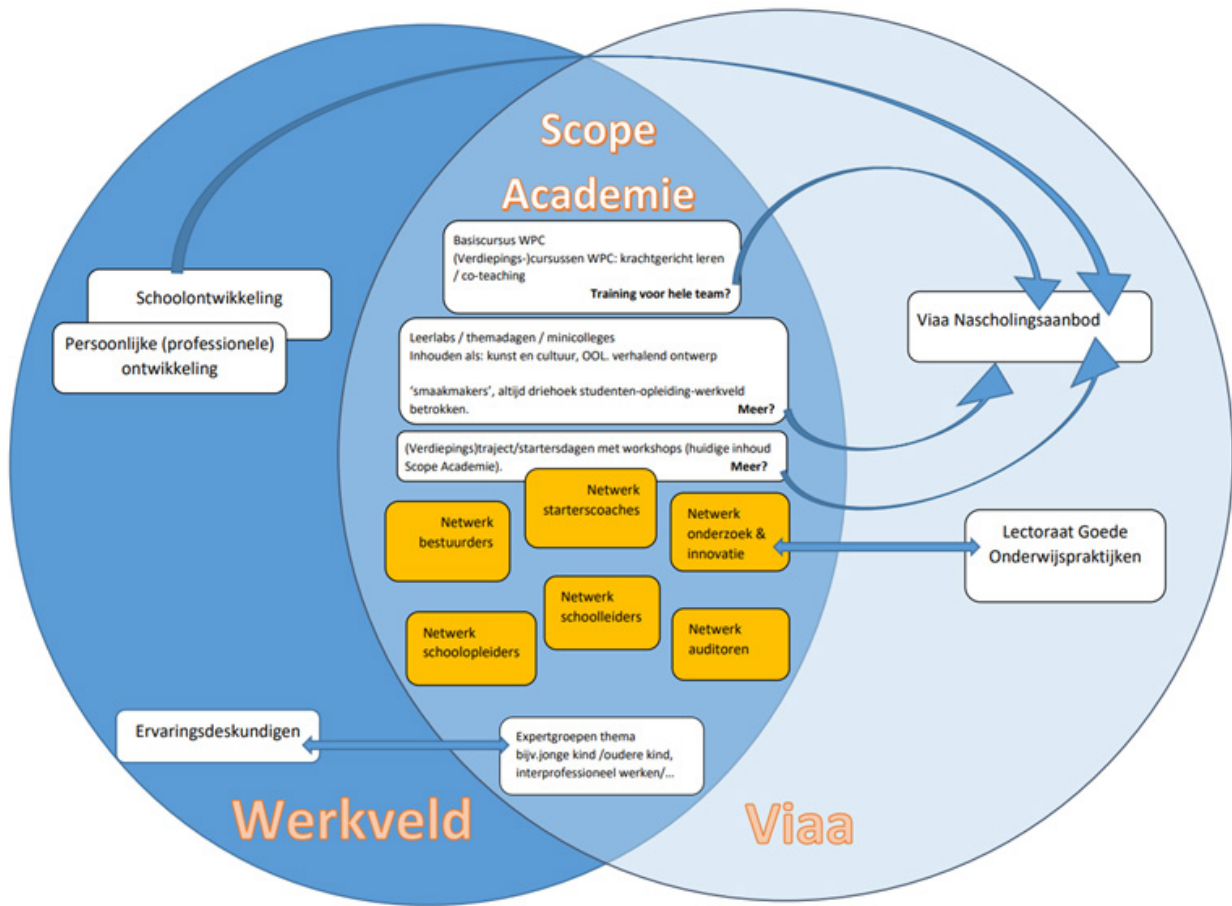 Scope
Academie
Basiscursus WPC
(Verdiepings-)cursussen WPC: krachtgericht leren
/ co-teaching
Training voor hele team?
Schoolontwikkeling
Persoonlijke (professionele)
ontwikkeling
Viaa Nascholingsaanbod
Leerlabs / themadagen / minicolleges
Inhouden als: kunst en cultuur, OOL. verhalend ontwerp
‘smaakmakers’, altijd driehoek studenten-opleiding-werkveld
betrokken. Meer?
(Verdiepings)traject/startersdagen met workshops (huidige inhoud
Scope Academie). Meer?
Netwerk
bestuurders
Netwerk
starterscoaches
Netwerk
onderzoek &
innovatie
Lectoraat Goede
Onderwijspraktijken
Netwerk
schoolopleiders
Netwerk
schoolleiders
Netwerk
auditoren
Ervaringsdeskundigen
Expertgroepen thema
bijv.jonge kind /oudere kind,
interprofessioneel werken/...
Werkveld
Viaa